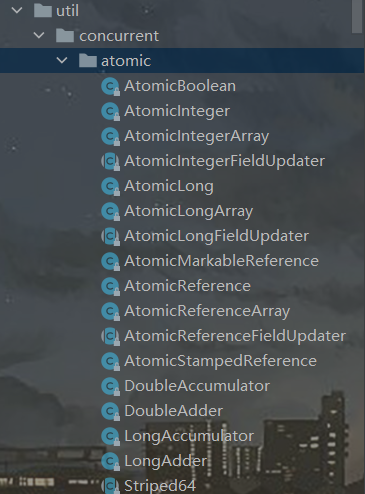 util
concurrent
atomic
AtomicBoolean
AtomicInteger
AtomicIntegerArray
AtomicIntegerFieldUpdater
AtomicLong
AtomicLongArray
AtomicLongFieldUpdater
AtomicMarkableReference
AtomicReference
AtomicReferenceArray
AtomicReferenceFieldUpdater
AtomicStampedReference
DoubleAccumulator
DoubleAdder
LongAccumulator
LongAdder
Striped64